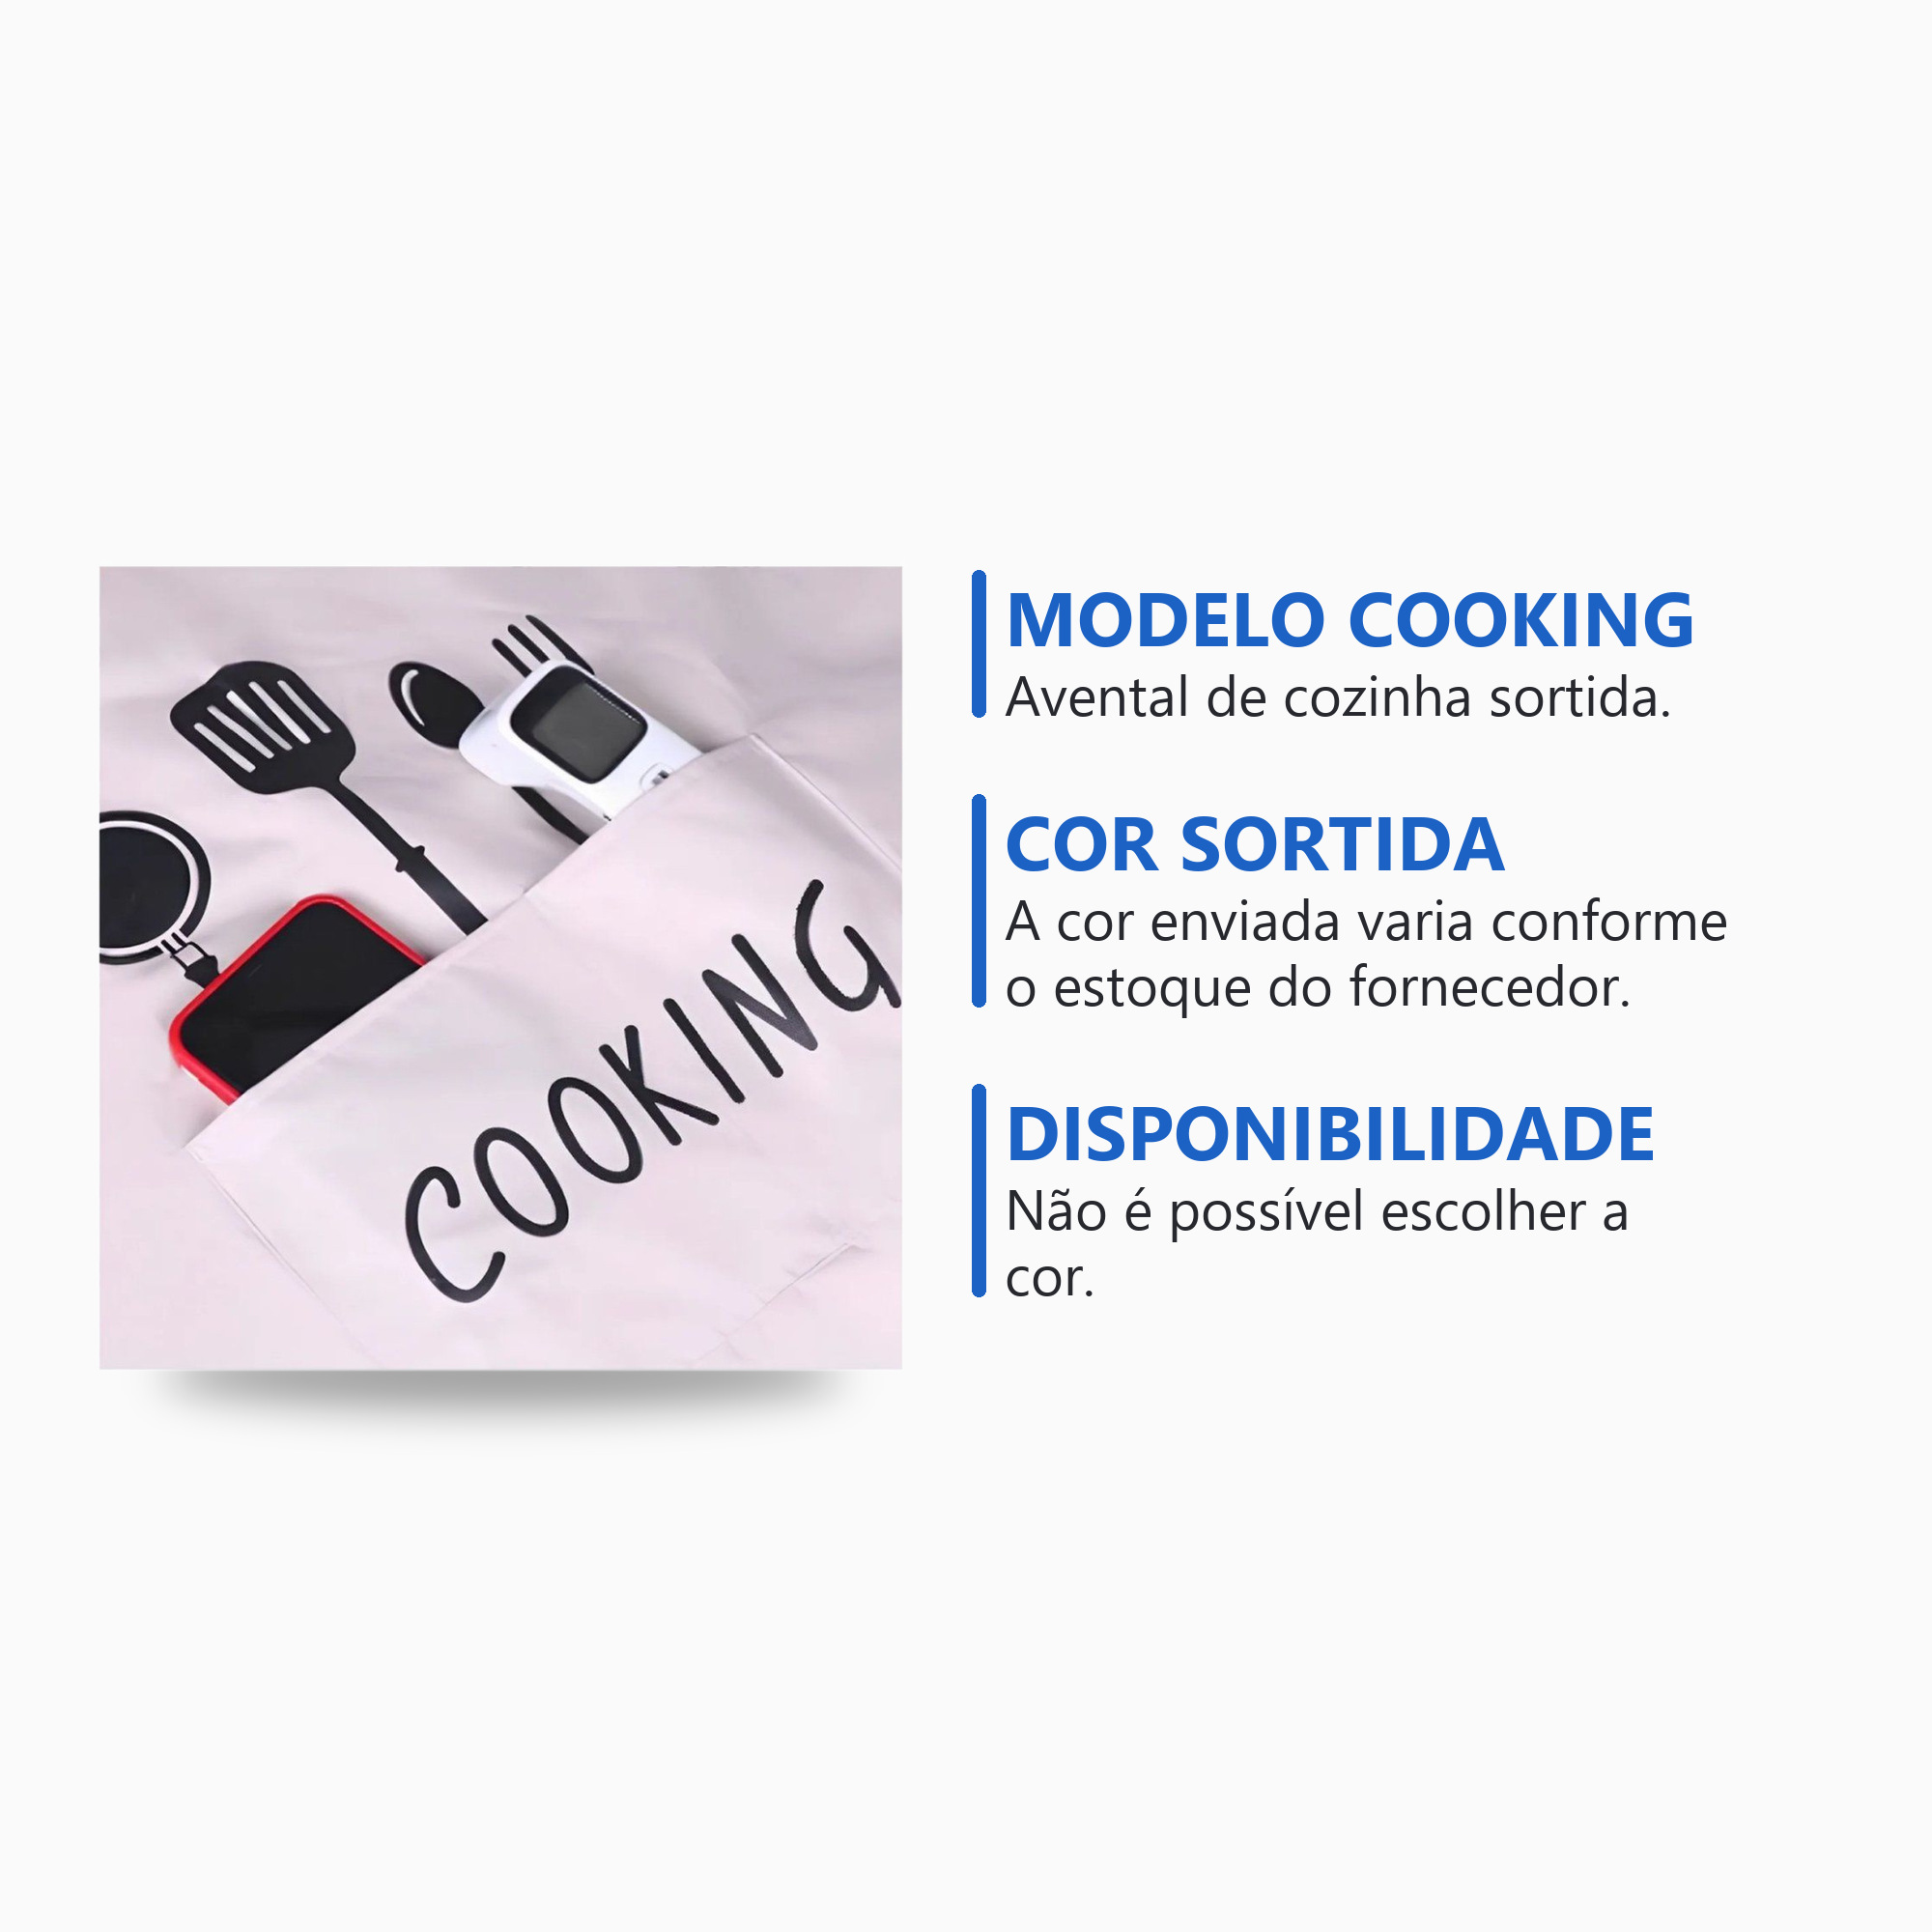 COOKING
MODELO COOKING
Avental de cozinha sortida.
COR SORTIDA
A cor enviada varia conforme
o estoque do fornecedor.
DISPONIBILIDADE
Não é possível escolher a
cor.